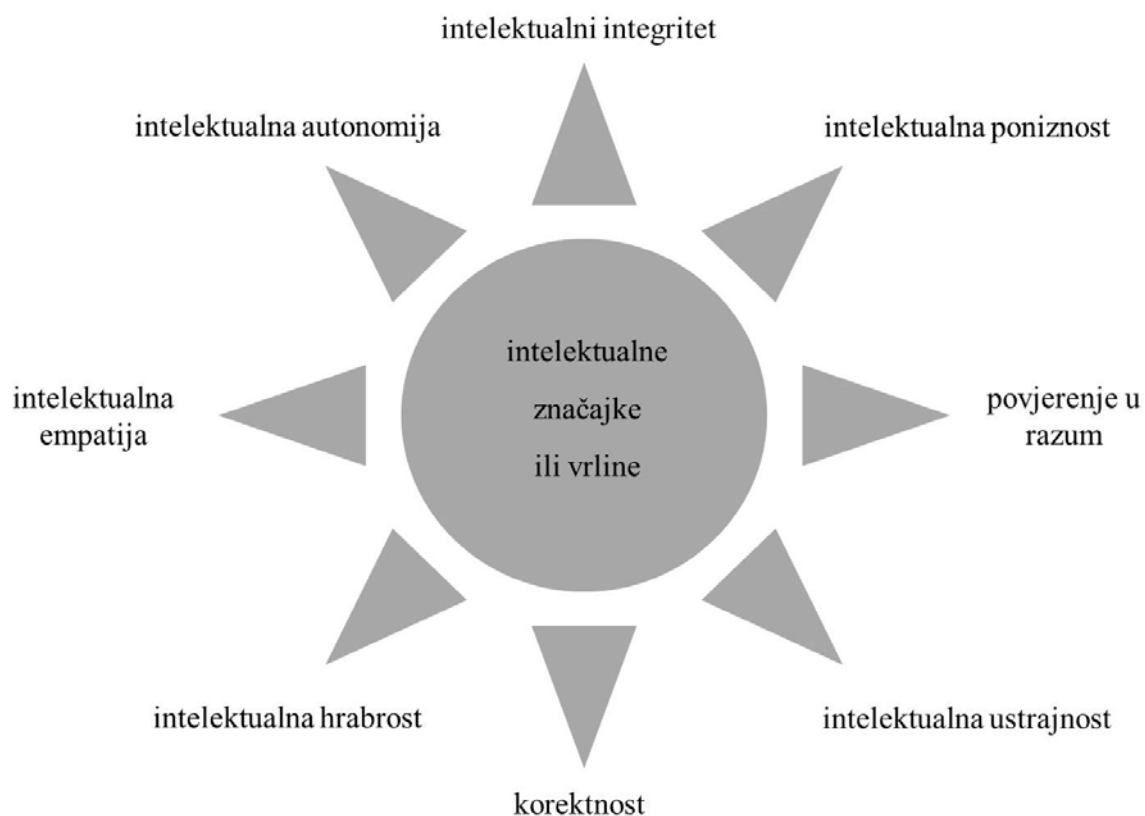 intelektualni integritet
intelektualna autonomija
intelektualna poniznost
intelektualne
značajke
ili vrline
intelektualna
empatija
povjerenje u
razum
intelektualna hrabrost
intelektualna ustrajnost
korektnost